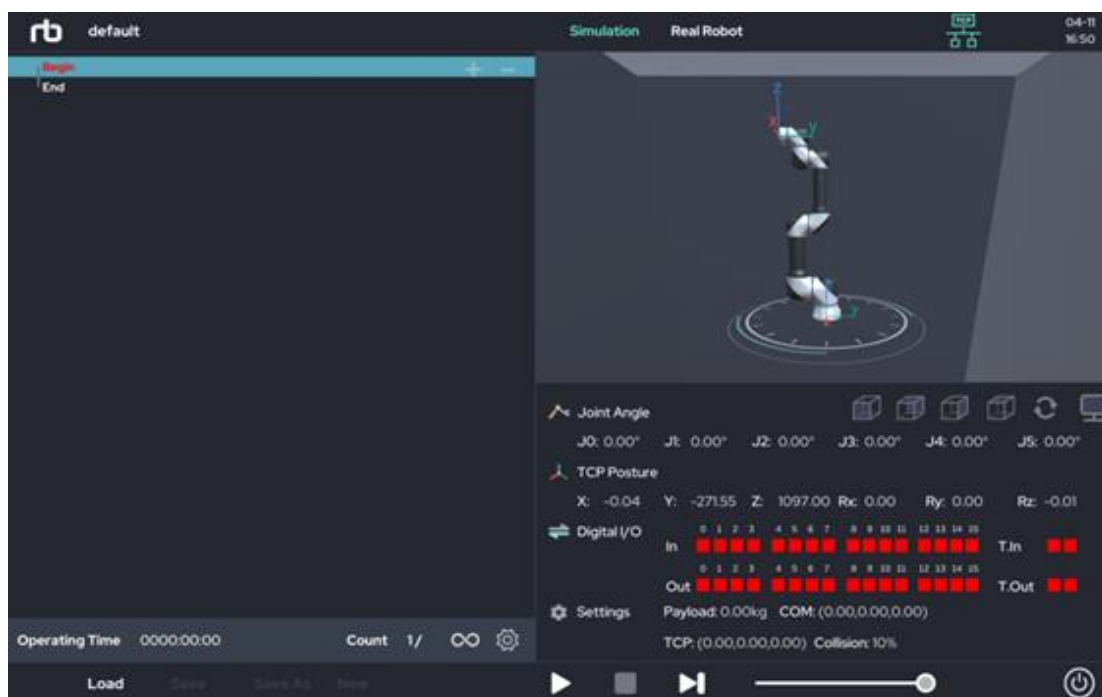 rb default
Simulation Real Robot TCP 04-11
16:50
Begin + -
End
Z
X y
y
Joint Angle
J0: 0.00° J1: 0.00° J2: 0.00° J3: 0.00° J4: 0.00° J5: 0.00°
TCP Posture
X: -0.04 Y: -271.55 Z: 1097.00 Rx: 0.00 Ry: 0.00 Rz: -0.01
Digital I/O
0 1 2 3 4 5 6 7 8 9 10 11 12 13 14 15
In T.In
0 1 2 3 4 5 6 7 8 9 10 11 12 13 14 15
Out T.Out
Settings Payload: 0.00kg COM: (0.00,0.00,0.00)
TCP: (0.00,0.00,0.00) Collision: 10%
Operating Time 0000:00:00 Count 1/ ∞
Load Save Save As New